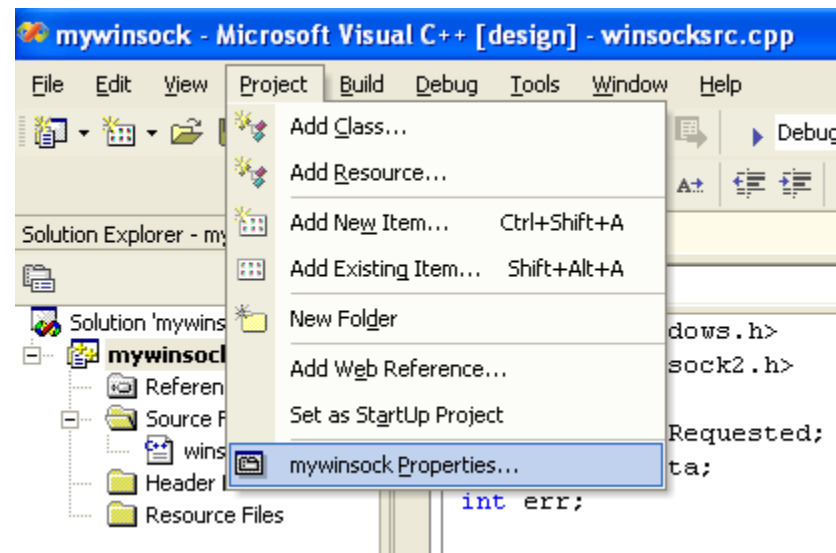 mywinsock - Microsoft Visual C++ [design] - winsocksrc.cpp
File Edit View Project Build Debug Tools Window Help
Debug
Add Class...
Add Resource...
Add New Item... Ctrl+Shift+A
Add Existing Item... Shift+Alt+A
New Folder
Add Web Reference...
Set as StartUp Project
mywinsock Properties...
Solution Explorer - my
Solution 'mywins
mywinsock
Referen
Source F
wins
Header
Resource Files
dows.h>
sock2.h>
Requested;
ta;
int err;